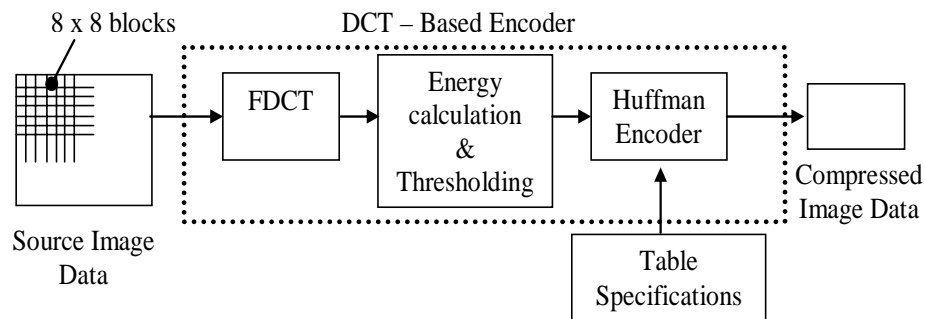 8 x 8 blocks
DCT – Based Encoder
FDCT
Energy
calculation
&
Thresholding
Huffman
Encoder
Compressed
Image Data
Source Image
Data
Table
Specifications